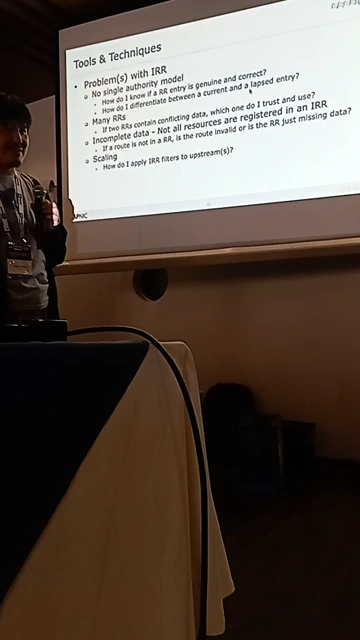 Tools & Techniques
• Problem(s) with IRR
No single authority model
• How do I know if a RR entry is genuine and correct?
• How do I differentiate between a current and a lapsed entry?
Many RRs
• If two RRs contain conflicting data, which one do I trust and use?
Incomplete data - Not all resources are registered in an IRR
• If a route is not in a RR, is the route invalid or is the RR just missing data?
Scaling
• How do I apply IRR filters to upstream(s)?
APNIC